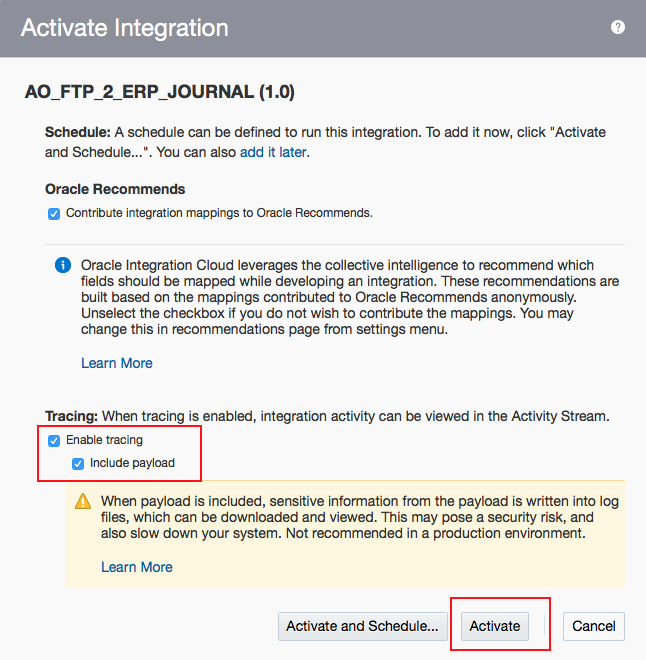 Activate Integration
?
AO_FTP_2_ERP_JOURNAL (1.0)
Schedule: A schedule can be defined to run this integration. To add it now, click "Activate
and Schedule...". You can also add it later.
Oracle Recommends
Contribute integration mappings to Oracle Recommends.
Oracle Integration Cloud leverages the collective intelligence to recommend which
fields should be mapped while developing an integration. These recommendations are
built based on the mappings contributed to Oracle Recommends anonymously.
Unselect the checkbox if you do not wish to contribute the mappings. You may
change this in recommendations page from settings menu.
Learn More
Tracing: When tracing is enabled, integration activity can be viewed in the Activity Stream.
Enable tracing
Include payload
When payload is included, sensitive information from the payload is written into log
files, which can be downloaded and viewed. This may pose a security risk, and
also slow down your system. Not recommended in a production environment.
Learn More
Activate and Schedule... Activate Cancel